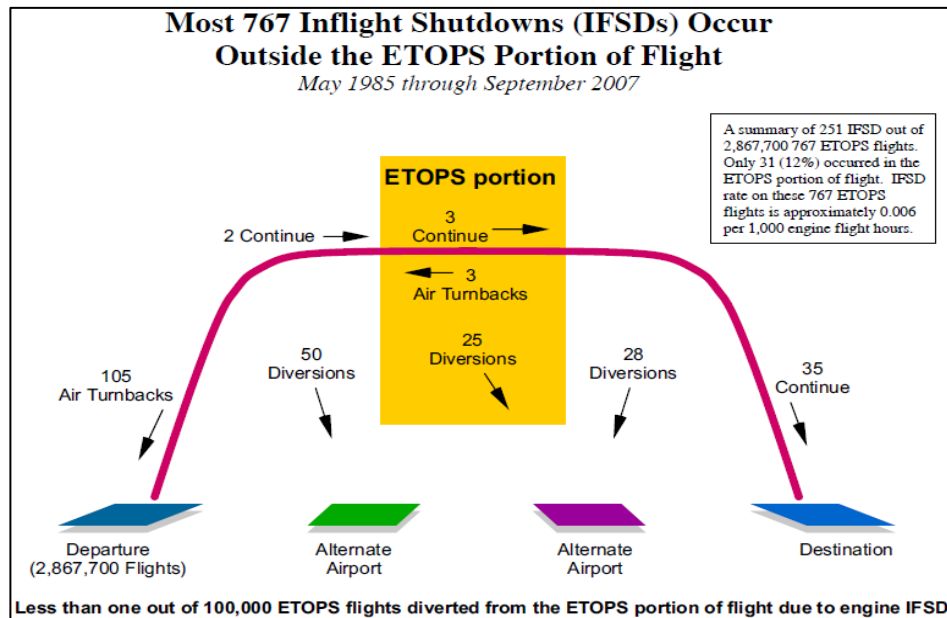 Most 767 Inflight Shutdowns (IFSDs) Occur
Outside the ETOPS Portion of Flight
May 1985 through September 2007
A summary of 251 IFSD out of
2,867,700 767 ETOPS flights.
Only 31 (12%) occurred in the
ETOPS portion of flight. IFSD
rate on these 767 ETOPS
flights is approximately 0.006
per 1,000 engine flight hours.
ETOPS portion
2 Continue
3
Continue
3
Air Turnbacks
105
Air Turnbacks
50
Diversions
25
Diversions
28
Diversions
35
Continue
Departure
(2,867,700 Flights)
Alternate
Airport
Alternate
Airport
Destination
Less than one out of 100,000 ETOPS flights diverted from the ETOPS portion of flight due to engine IFSD